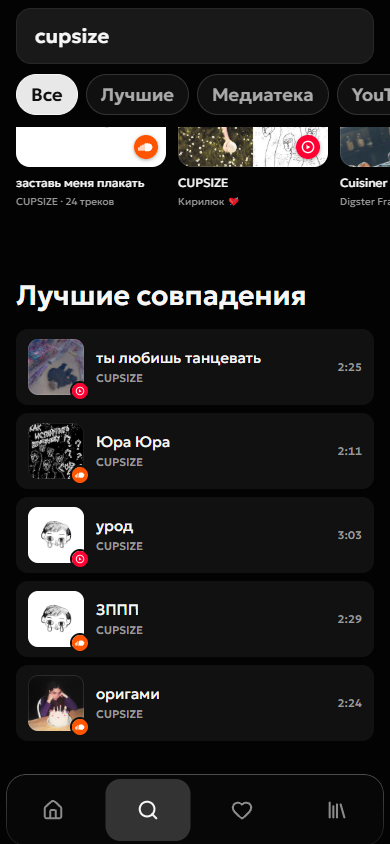 cupsize
Все
Лучшие
Медиатека
YouT
заставь меня плакать
CUPSIZE · 24 треков
CUPSIZE
Кирилюк ❤️
Cuisiner
Digster Fra
Лучшие совпадения
ты любишь танцевать
CUPSIZE
2:25
Юра Юра
CUPSIZE
2:11
урод
CUPSIZE
3:03
ЗППП
CUPSIZE
2:29
оригами
CUPSIZE
2:24